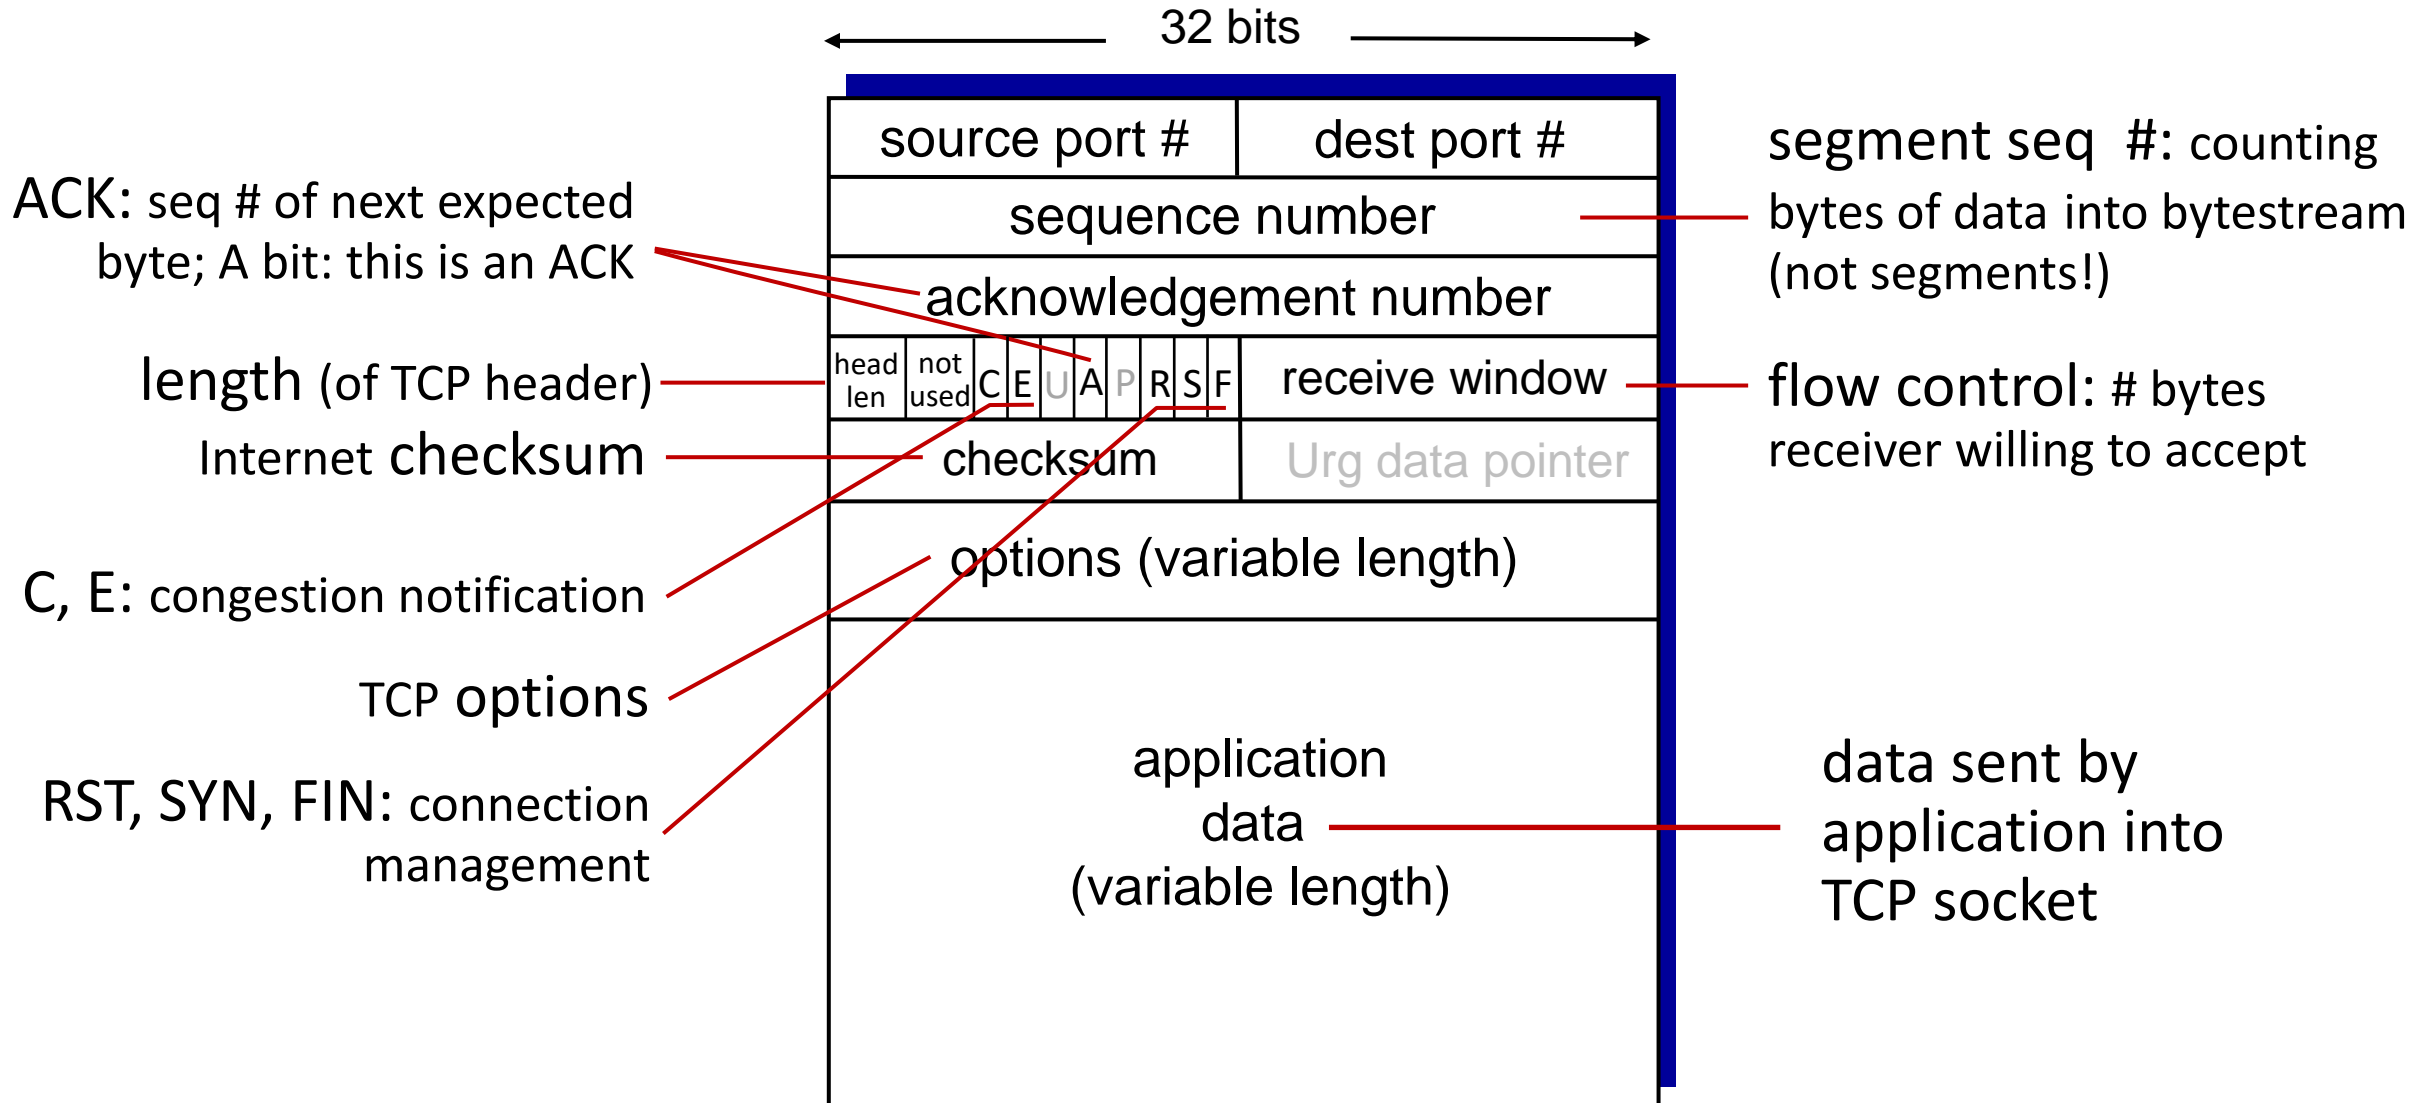 32 bits
source port #
dest port #
sequence number
acknowledgement number
head
len
not
used
C
E
U
A
P
R
S
F
receive window
checksum
Urg data pointer
options (variable length)
application
data
(variable length)
ACK: seq # of next expected
byte; A bit: this is an ACK
length (of TCP header)
Internet checksum
C, E: congestion notification
TCP options
RST, SYN, FIN: connection
management
segment seq #: counting
bytes of data into bytestream
(not segments!)
flow control: # bytes
receiver willing to accept
data sent by
application into
TCP socket